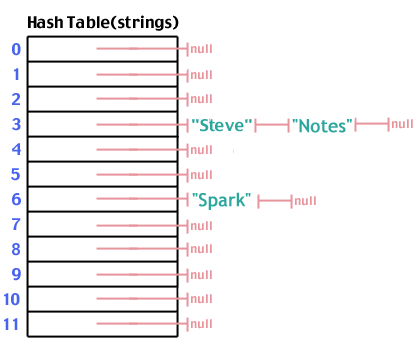 Hash Table(strings)
0 null
1 null
2 null
3 "Steve" "Notes" null
4 null
5 null
6 "Spark" null
7 null
8 null
9 null
10 null
11 null